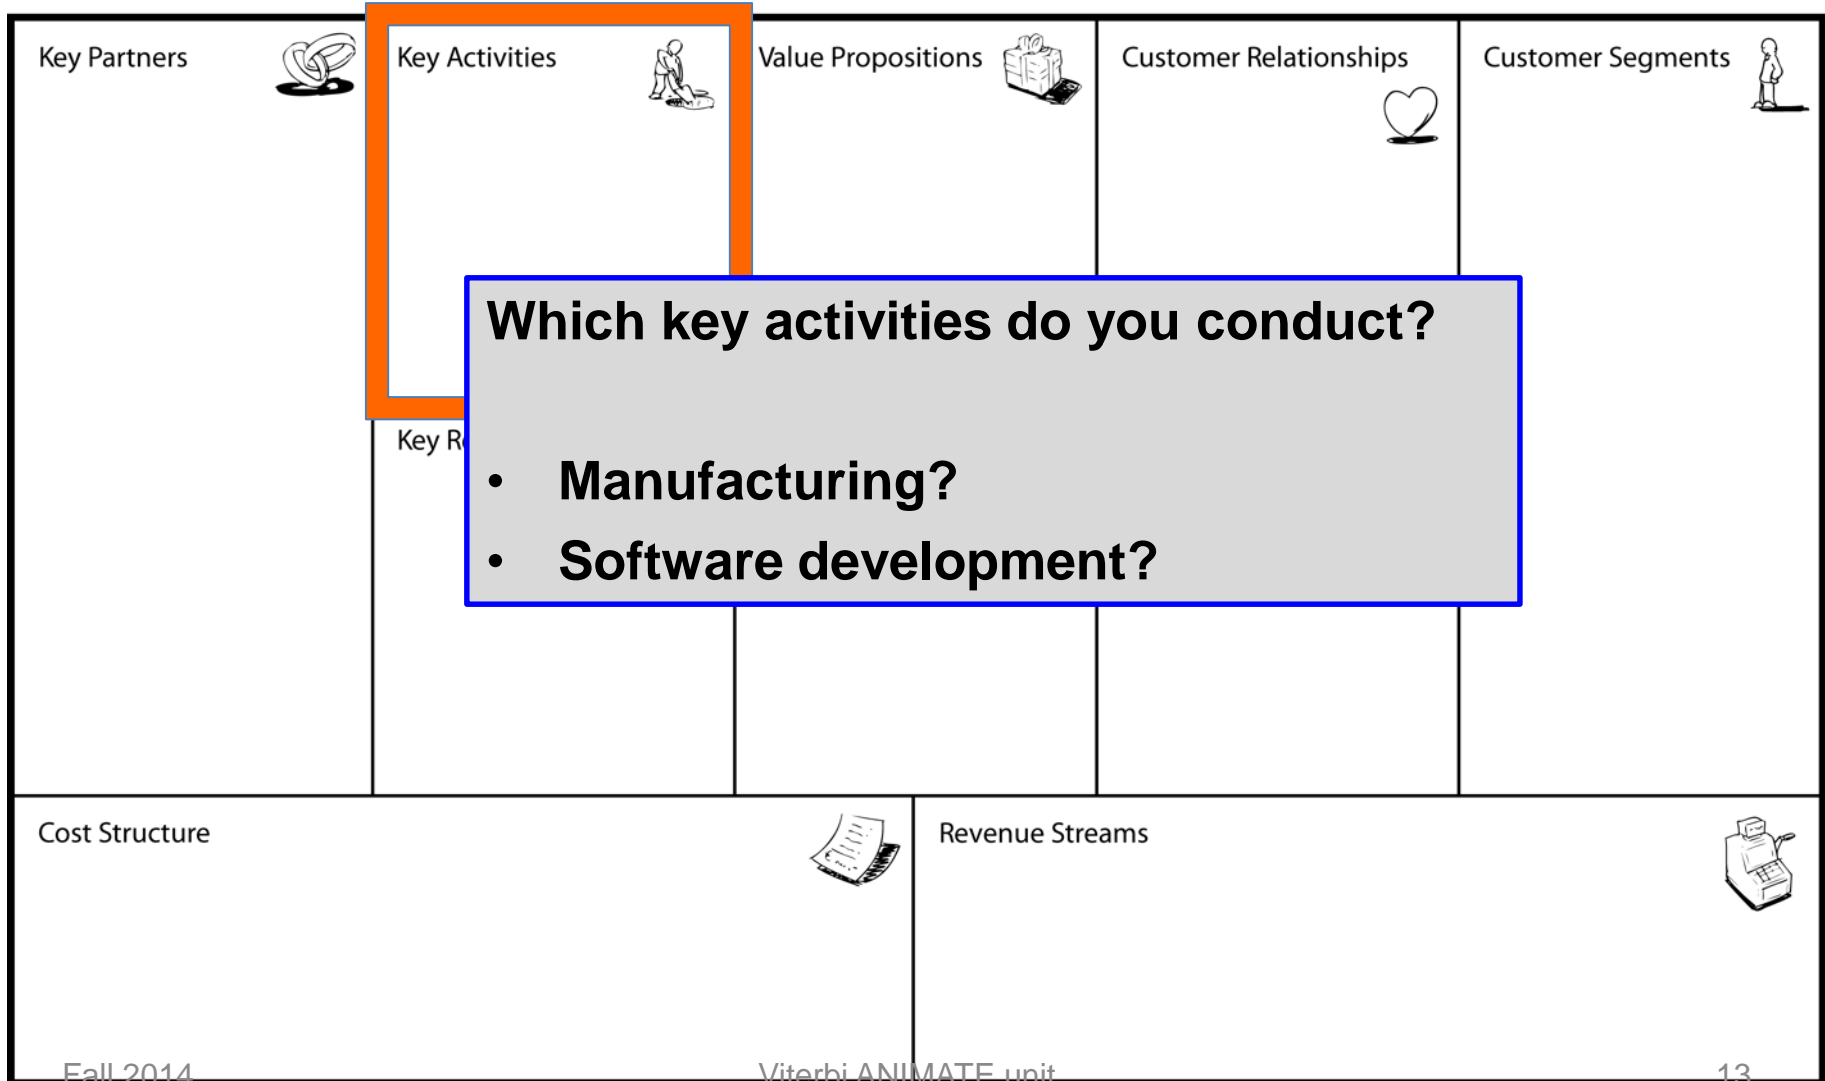 Key Partners
Key Activities
Value Propositions
Customer Relationships
Customer Segments
Which key activities do you conduct?
Key
• Manufacturing?
• Software development?
Cost Structure
Revenue Streams
Fall 2014
Viterbi ANIMATE unit
13